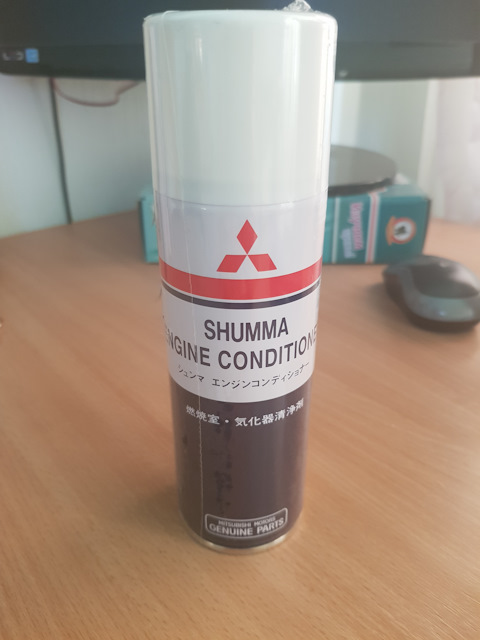 SHUMMA
ENGINE CONDITIONE
シュンマ エンジンコンディショナー
燃焼室・気化器清浄剤
MITSUBISHI MOTORS
GENUINE PARTS